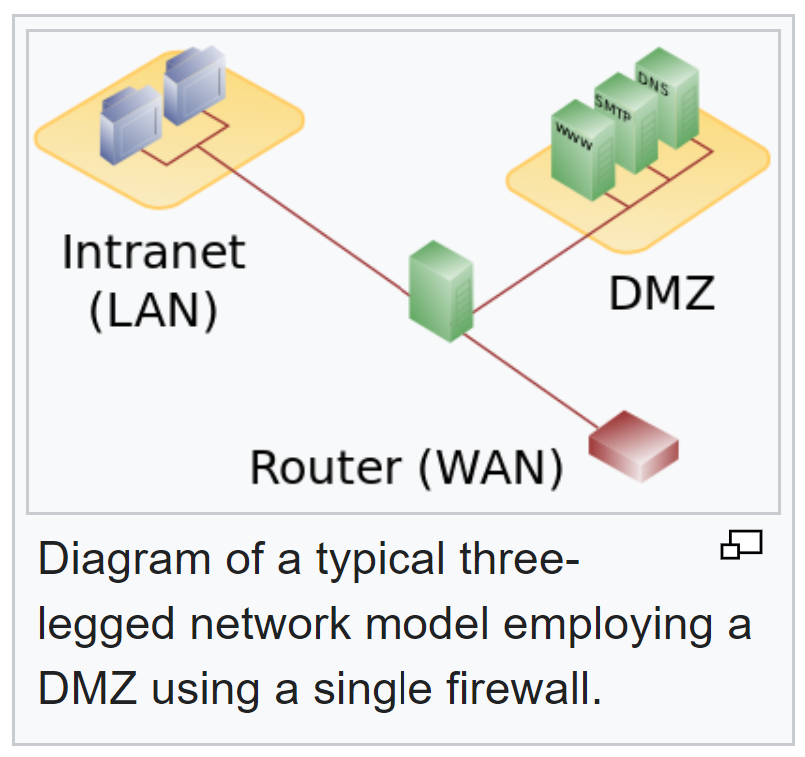 WWW
SMTP
DNS
Intranet
(LAN)
DMZ
Router (WAN)
Diagram of a typical three-
legged network model employing a
DMZ using a single firewall.